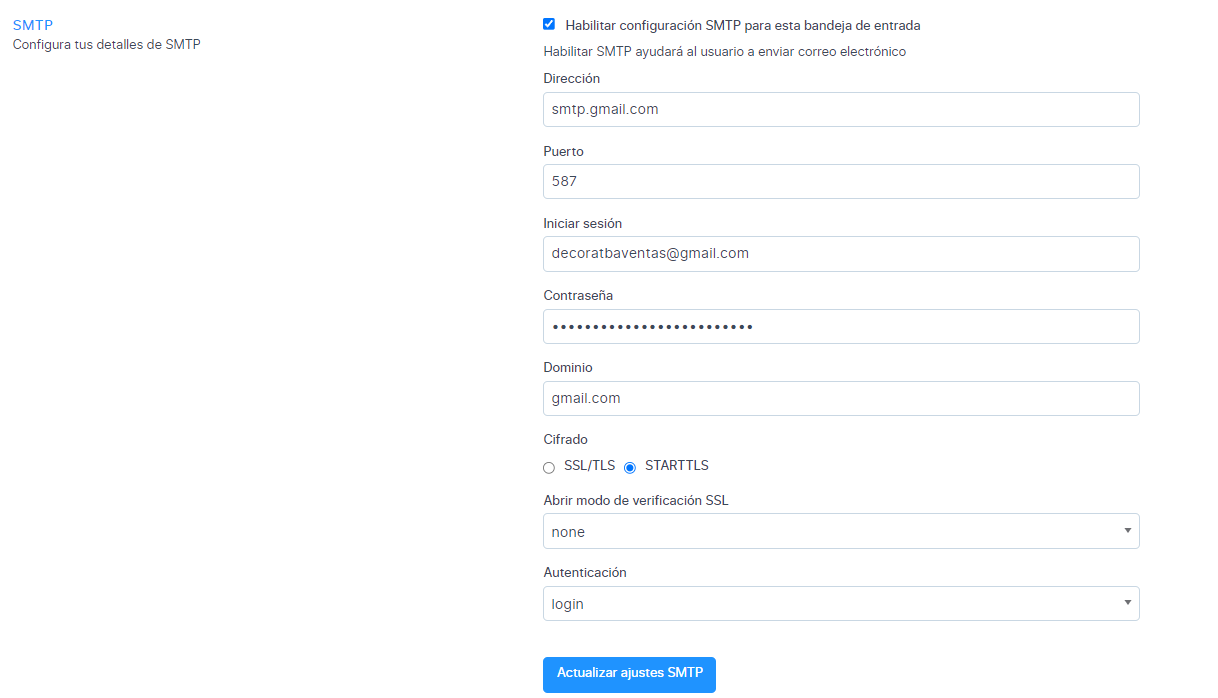 SMTP
Configura tus detalles de SMTP
Habilitar configuración SMTP para esta bandeja de entrada
Habilitar SMTP ayudará al usuario a enviar correo electrónico
Dirección
smtp.gmail.com
Puerto
587
Iniciar sesión
decoratbaventas@gmail.com
Contraseña
•••••••••••••••••••••••••
Dominio
gmail.com
Cifrado
SSL/TLS STARTTLS
Abrir modo de verificación SSL
none
Autenticación
login
Actualizar ajustes SMTP